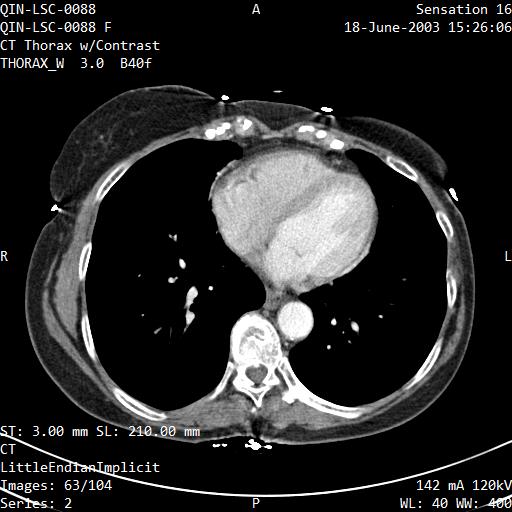 QIN-LSC-0088
A
Sensation 16
QIN-LSC-0088 F
18-June-2003 15:26:06
CT Thorax w/Contrast
THORAX_W 3.0 B40f
R
L
ST: 3.00 mm SL: 210.00 mm
CT
LittleEndianImplicit
Images: 63/104
142 mA 120kV
Series: 2
P
WL: 40 WW: 400